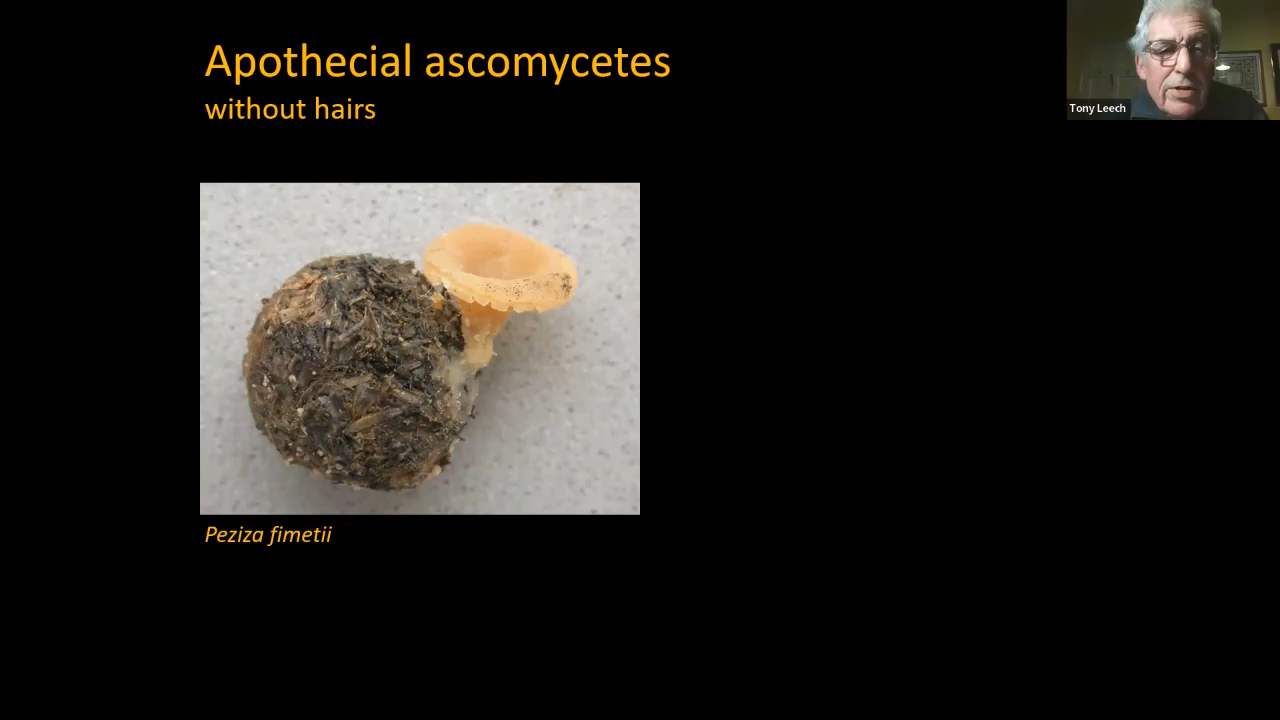 Apothecial ascomycetes
without hairs
Tony Leech
Peziza fimetii